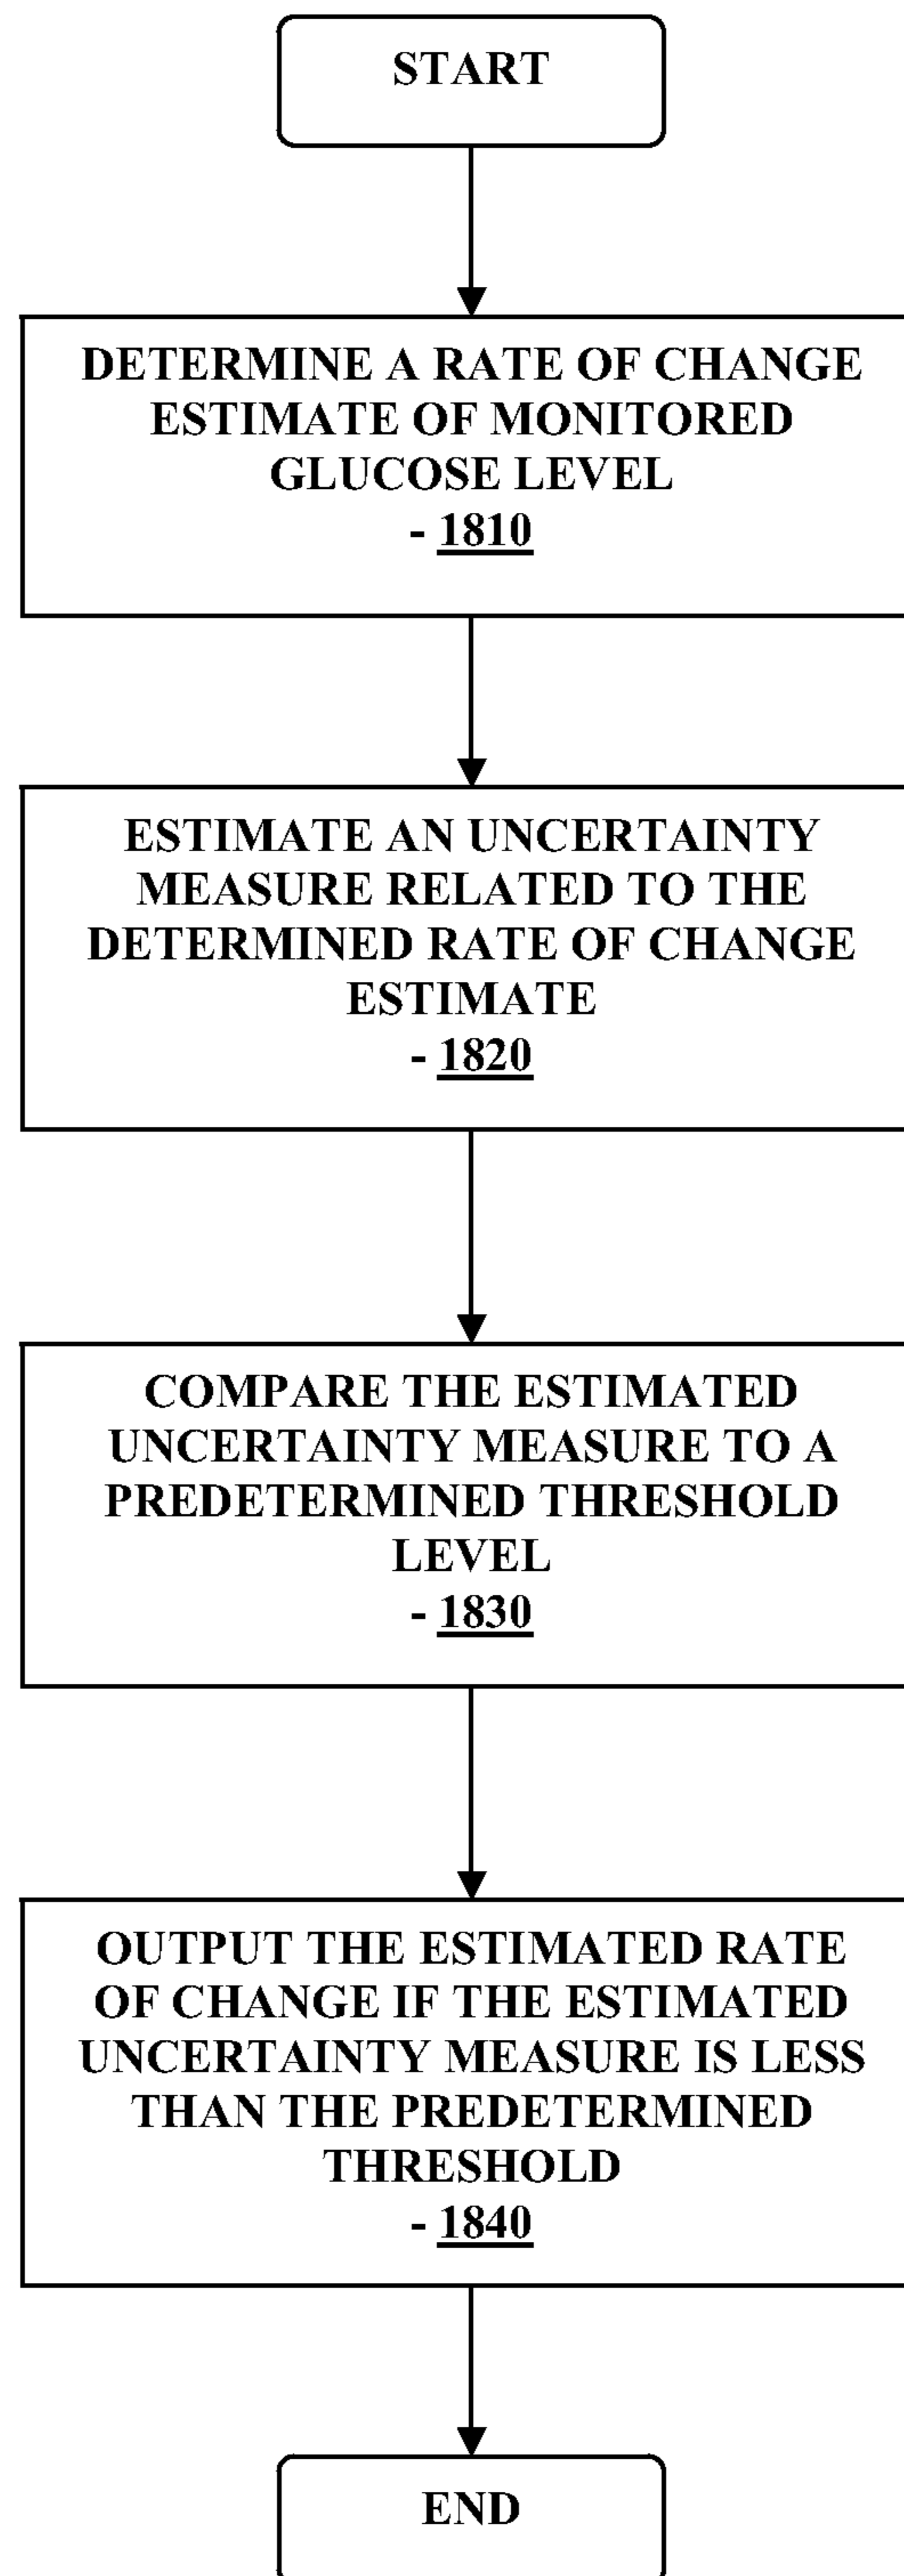 START
DETERMINE A RATE OF CHANGE
ESTIMATE OF MONITORED
GLUCOSE LEVEL
- 1810
ESTIMATE AN UNCERTAINTY
MEASURE RELATED TO THE
DETERMINED RATE OF CHANGE
ESTIMATE
- 1820
COMPARE THE ESTIMATED
UNCERTAINTY MEASURE TO A
PREDETERMINED THRESHOLD
LEVEL
- 1830
OUTPUT THE ESTIMATED RATE
OF CHANGE IF THE ESTIMATED
UNCERTAINTY MEASURE IS LESS
THAN THE PREDETERMINED
THRESHOLD
- 1840
END